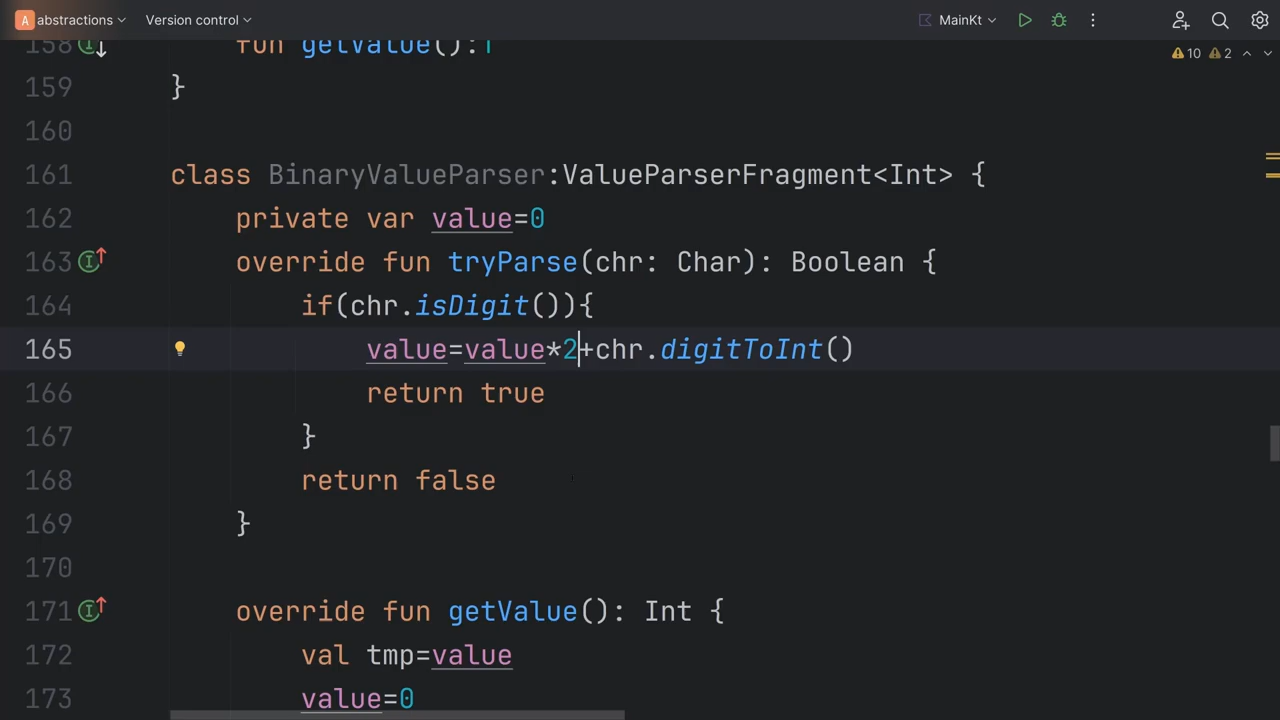 A abstractions Version control MainKt
10 2
158 fun getValue():T
159 }
160
161 class BinaryValueParser:ValueParserFragment<Int> {
162 private var value=0
163 override fun tryParse(chr: Char): Boolean {
164 if(chr.isDigit()){
165 value=value*2+chr.digitToInt()
166 return true
167 }
168 return false
169 }
170
171 override fun getValue(): Int {
172 val tmp=value
173 value=0